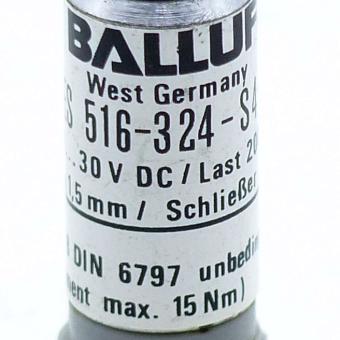 BALLUF
West Germany
S 516-324-S4
...30 V DC / Last 20
1,5 mm / Schließer
DIN 6797 unbedin
ment max. 15 Nm)